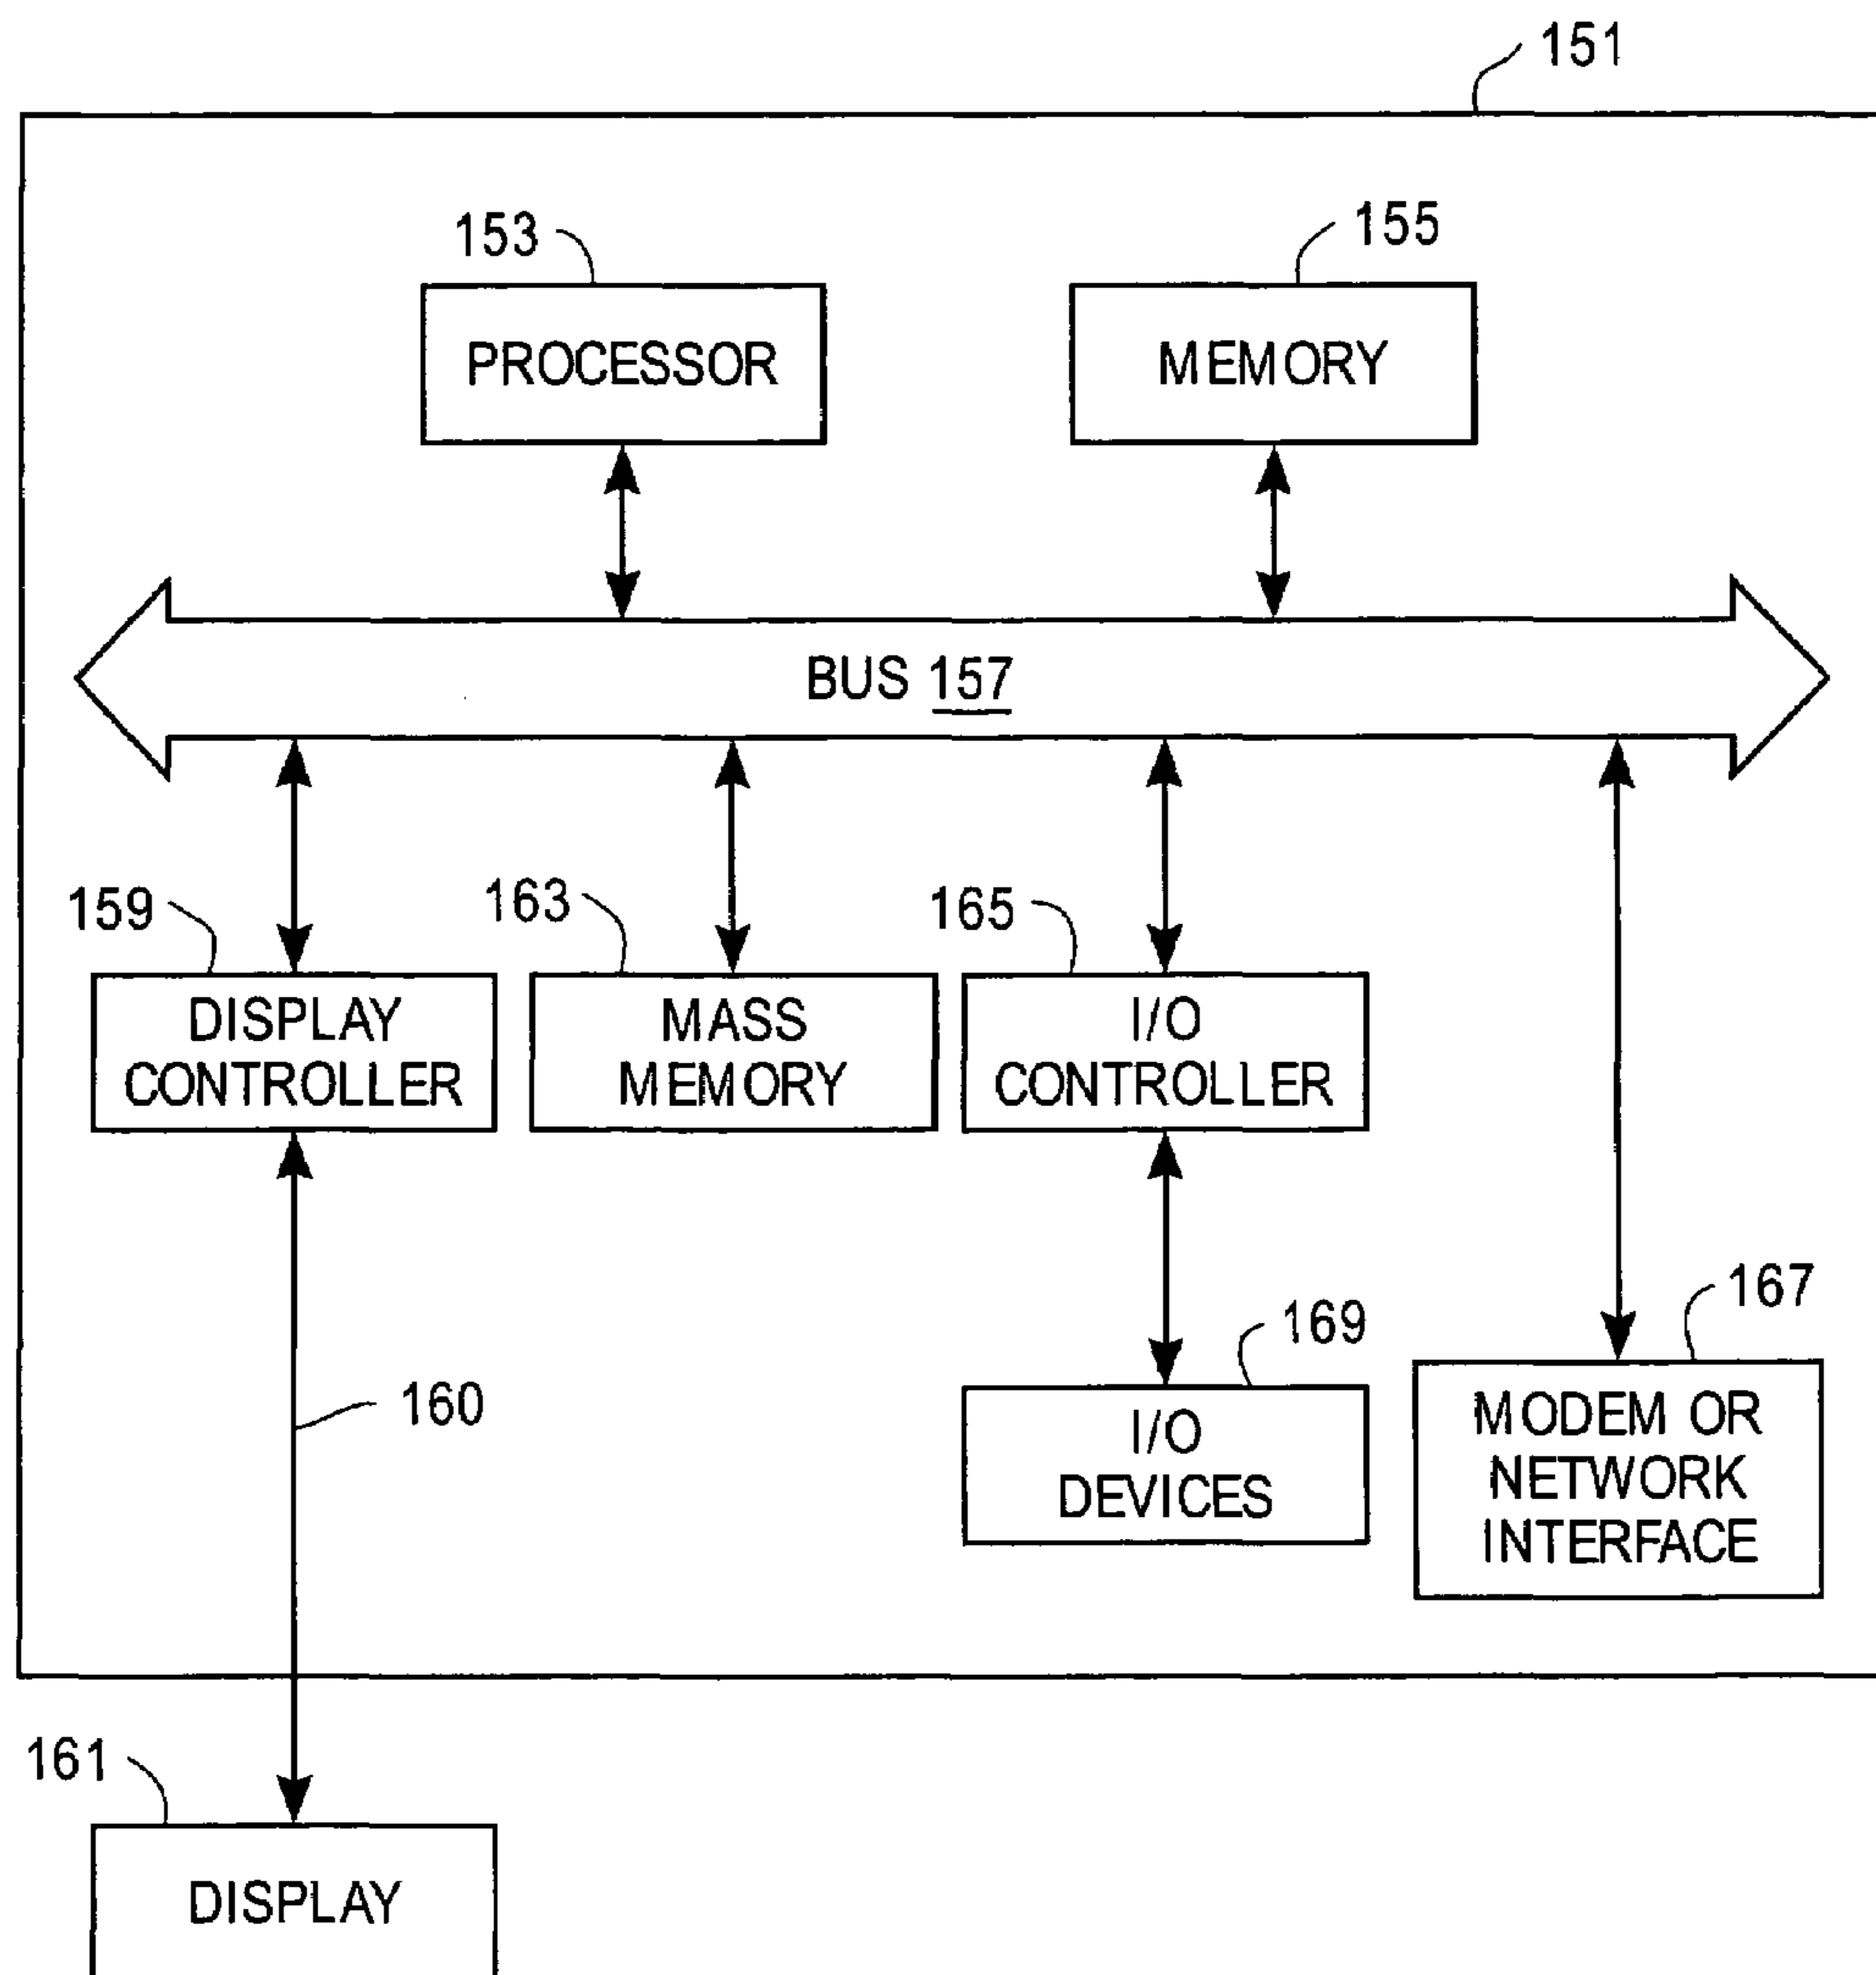 151
153
155
PROCESSOR
MEMORY
BUS 157
159
163
165
DISPLAY
CONTROLLER
MASS
MEMORY
I/O
CONTROLLER
167
169
160
I/O
DEVICES
MODEM OR
NETWORK
INTERFACE
161
DISPLAY